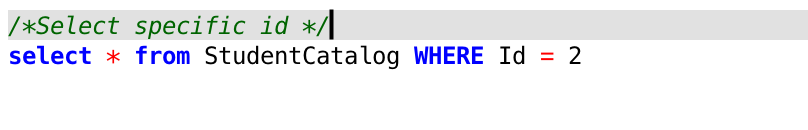 /*Select specific id */
select * from StudentCatalog WHERE Id = 2